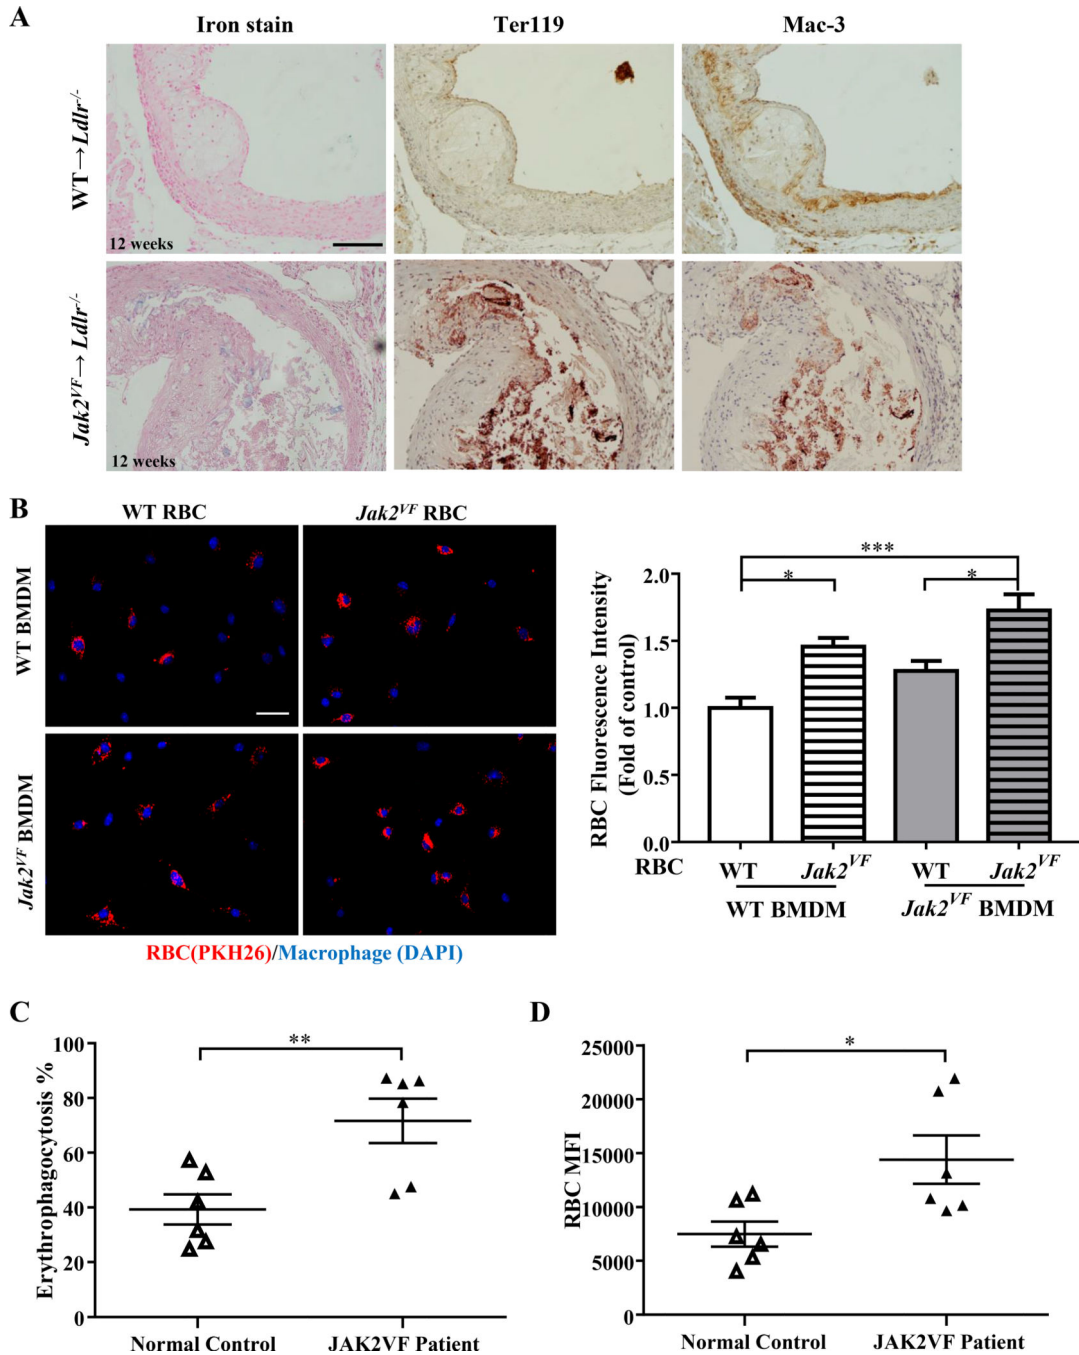 A
Iron stain Ter119 Mac-3
WT→Ldlr-/-
12 weeks
Jak2VF→Ldlr-/-
12 weeks
B
WT RBC Jak2VF RBC
WT BMDM
Jak2VF BMDM
RBC(PKH26)/Macrophage (DAPI)
RBC Fluorescence Intensity
(Fold of control)
***
* *
2.0
1.5
1.0
0.5
0.0
RBC WT Jak2VF WT Jak2VF
WT BMDM Jak2VF BMDM
C
Erythrophagocytosis %
**
100
80
60
40
20
0
Normal Control JAK2VF Patient
D
RBC MFI
*
25000
20000
15000
10000
5000
0
Normal Control JAK2VF Patient